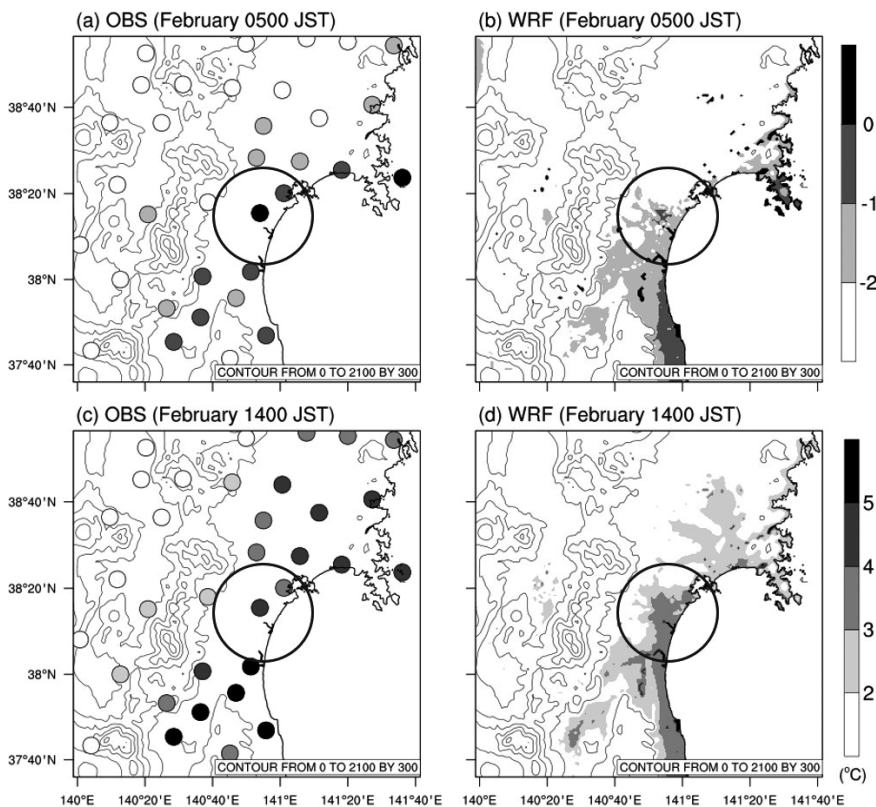 (a) OBS (February 0500 JST)
(b) WRF (February 0500 JST)
38°40'N
38°20'N
38°N
37°40'N
CONTOUR FROM 0 TO 2100 BY 300
CONTOUR FROM 0 TO 2100 BY 300
0
-1
-2
(c) OBS (February 1400 JST)
(d) WRF (February 1400 JST)
38°40'N
38°20'N
38°N
37°40'N
CONTOUR FROM 0 TO 2100 BY 300
CONTOUR FROM 0 TO 2100 BY 300
5
4
3
2
(°C)
140°E 140°20'E 140°40'E 141°E 141°20'E 141°40'E
140°E 140°20'E 140°40'E 141°E 141°20'E 141°40'E